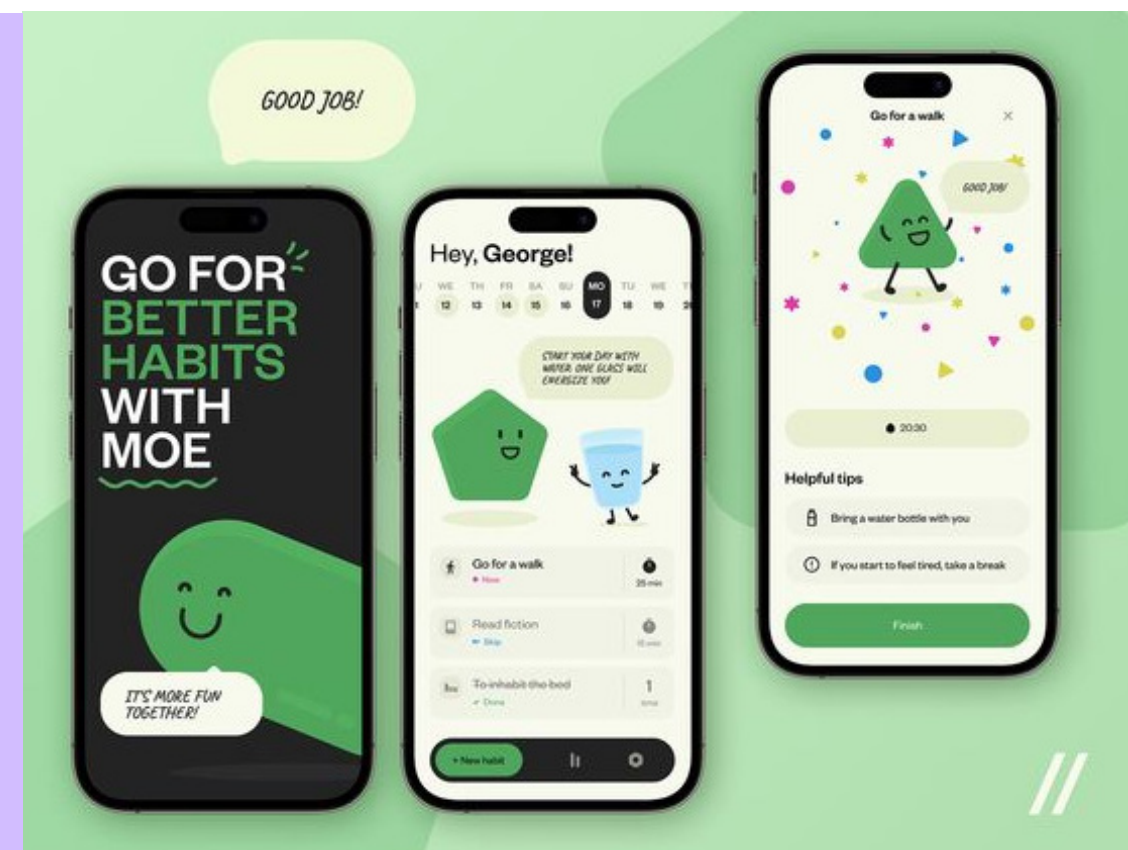 GOOD JOB!
GO FOR
BETTER
HABITS
WITH
MOE
IT'S MORE FUN
TOGETHER!
Hey, George!
WE TH FR SA SU MO TU WE
12 13 14 15 16 17 18 19
START YOUR DAY WITH
WATER. ONE GLASS WILL
ENERGIZE YOU!
Go for a walk
New
25 min
Read fiction
Skip
To inhabit the bed
Done
1
+ New habit
Go for a walk
GOOD JOB!
20:30
Helpful tips
Bring a water bottle with you
If you start to feel tired, take a break
Finish